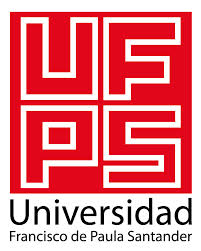 UF
PS
Universidad
Francisco de Paula Santander